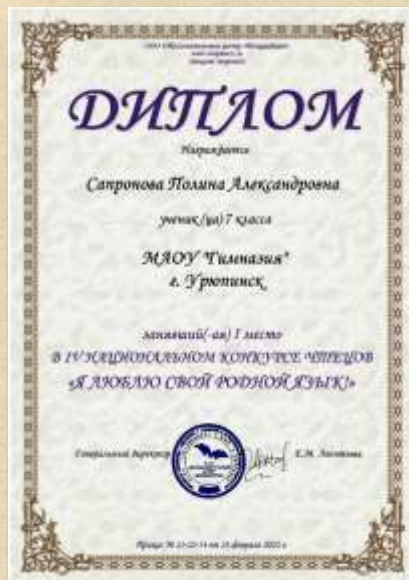 ДИПЛОМ
Награждается
Сапронова Полина Александровна
ученик (ца) 7 класса
МАОУ "Гимназия"
г. Урюпинск
занявший(-ая) I место
В IV НАЦИОНАЛЬНОМ КОНКУРСЕ ЧТЕЦОВ
«Я ЛЮБЛЮ СВОЙ РОДНОЙ ЯЗЫК!»
Генеральный директор Е.М.